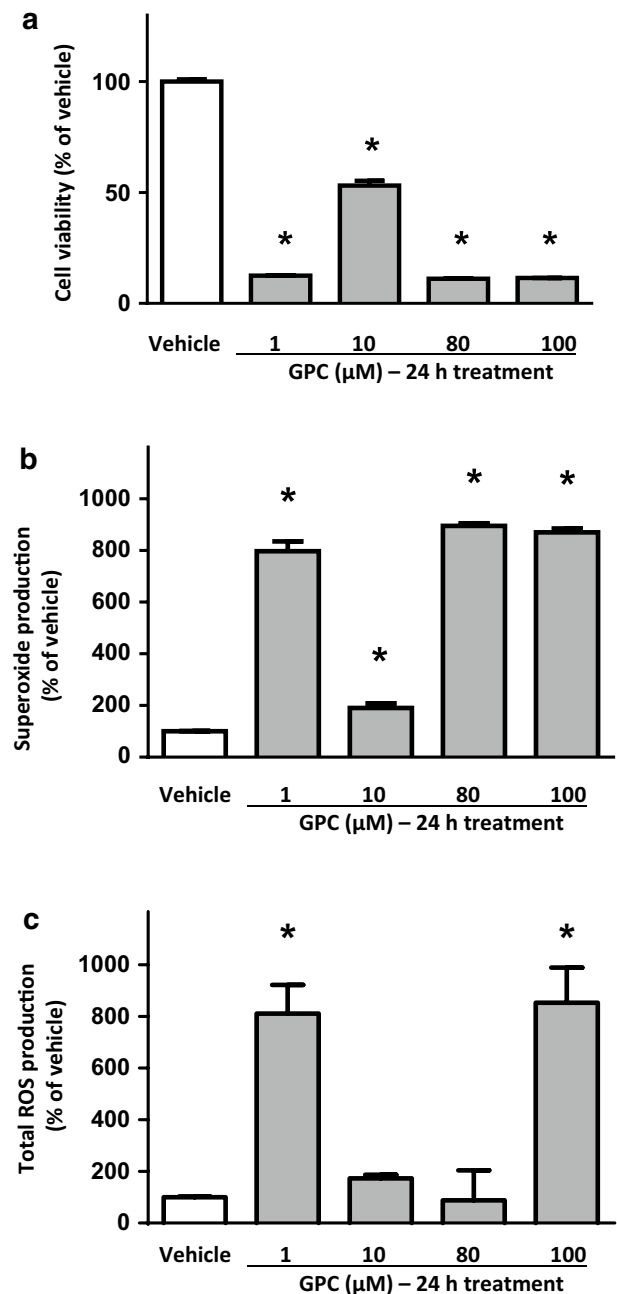 a
Cell viability (% of vehicle)
100
50
0
*
*
*
*
Vehicle 1 10 80 100
GPC (µM) – 24 h treatment
b
Superoxide production
(% of vehicle)
1000
800
600
400
200
0
*
*
*
*
Vehicle 1 10 80 100
GPC (µM) – 24 h treatment
c
Total ROS production
(% of vehicle)
1000
800
600
400
200
0
*
*
Vehicle 1 10 80 100
GPC (µM) – 24 h treatment